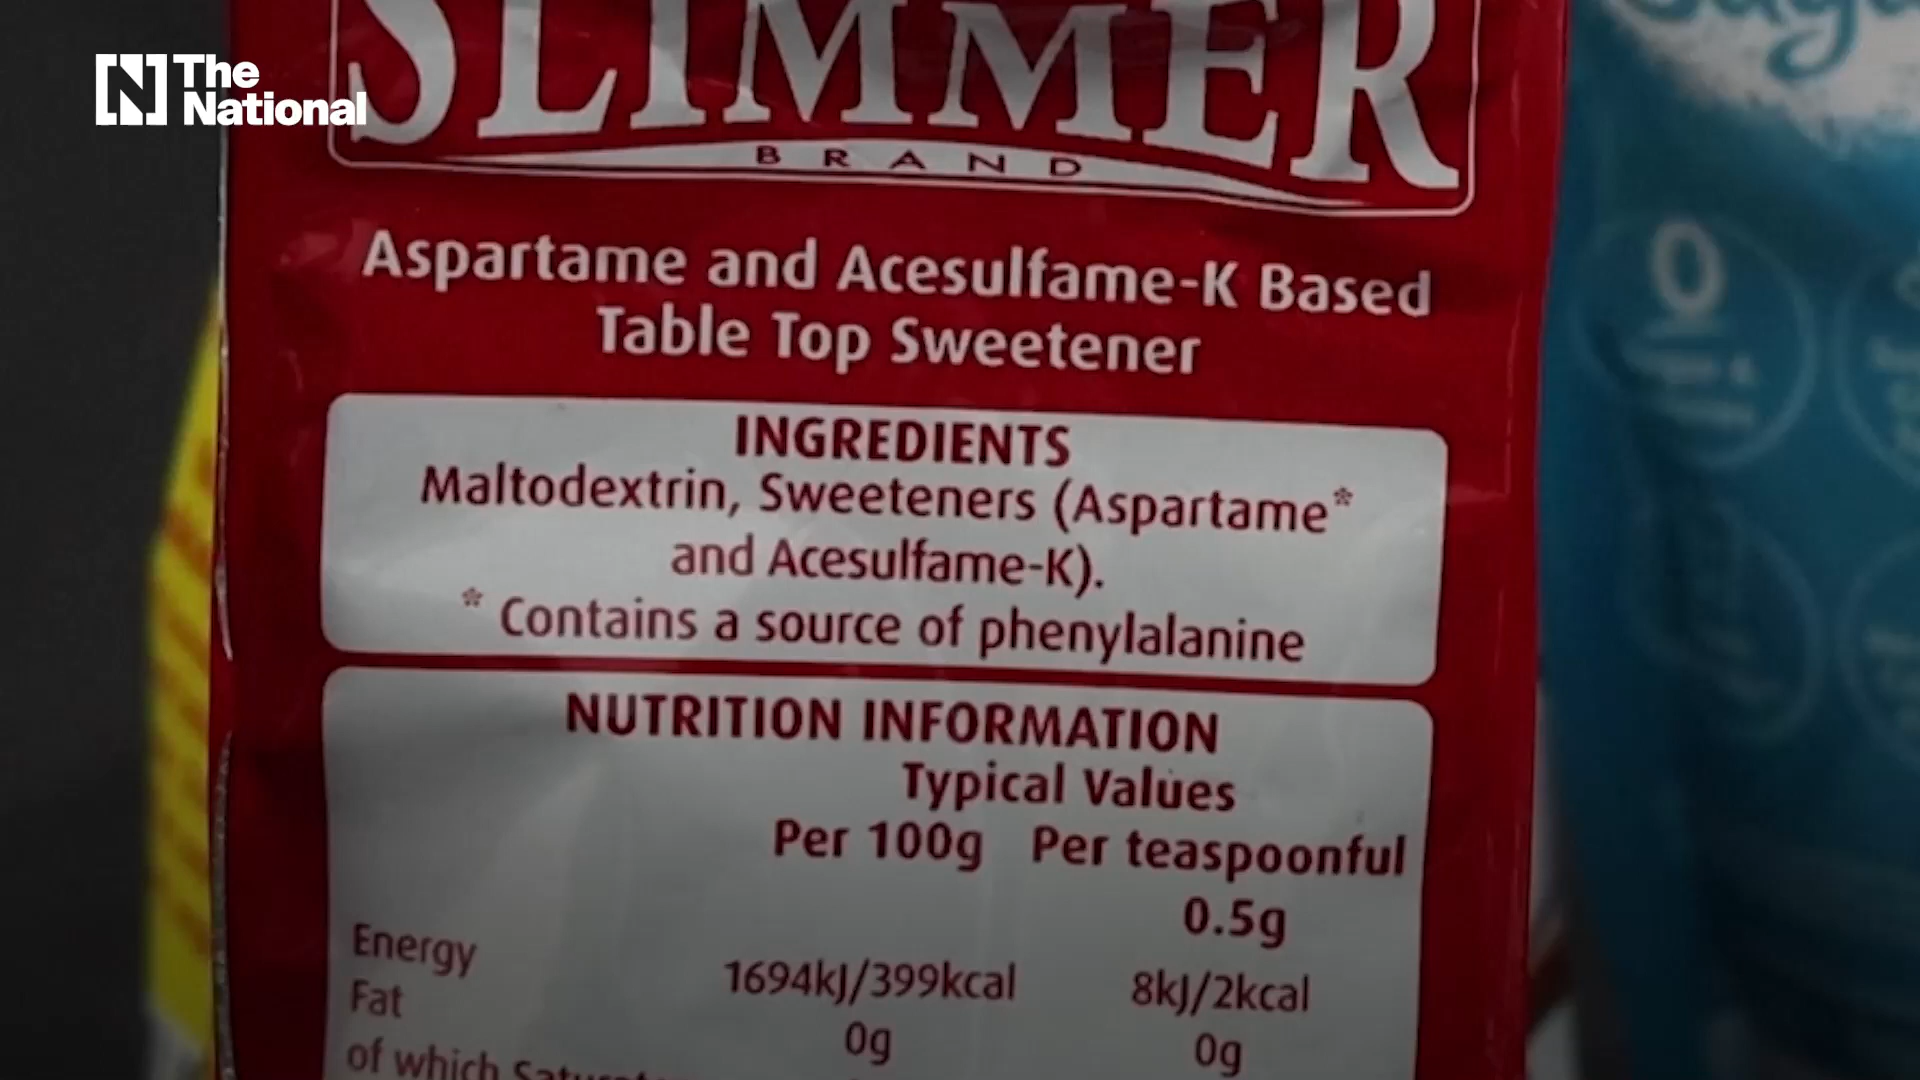 The
National
SLIMMER
BRAND
Aspartame and Acesulfame-K Based
Table Top Sweetener
INGREDIENTS
Maltodextrin, Sweeteners (Aspartame*
and Acesulfame-K).
* Contains a source of phenylalanine
NUTRITION INFORMATION
Typical Values
Per 100g Per teaspoonful
0.5g
Energy 1694kJ/399kcal 8kJ/2kcal
Fat 0g 0g
of which